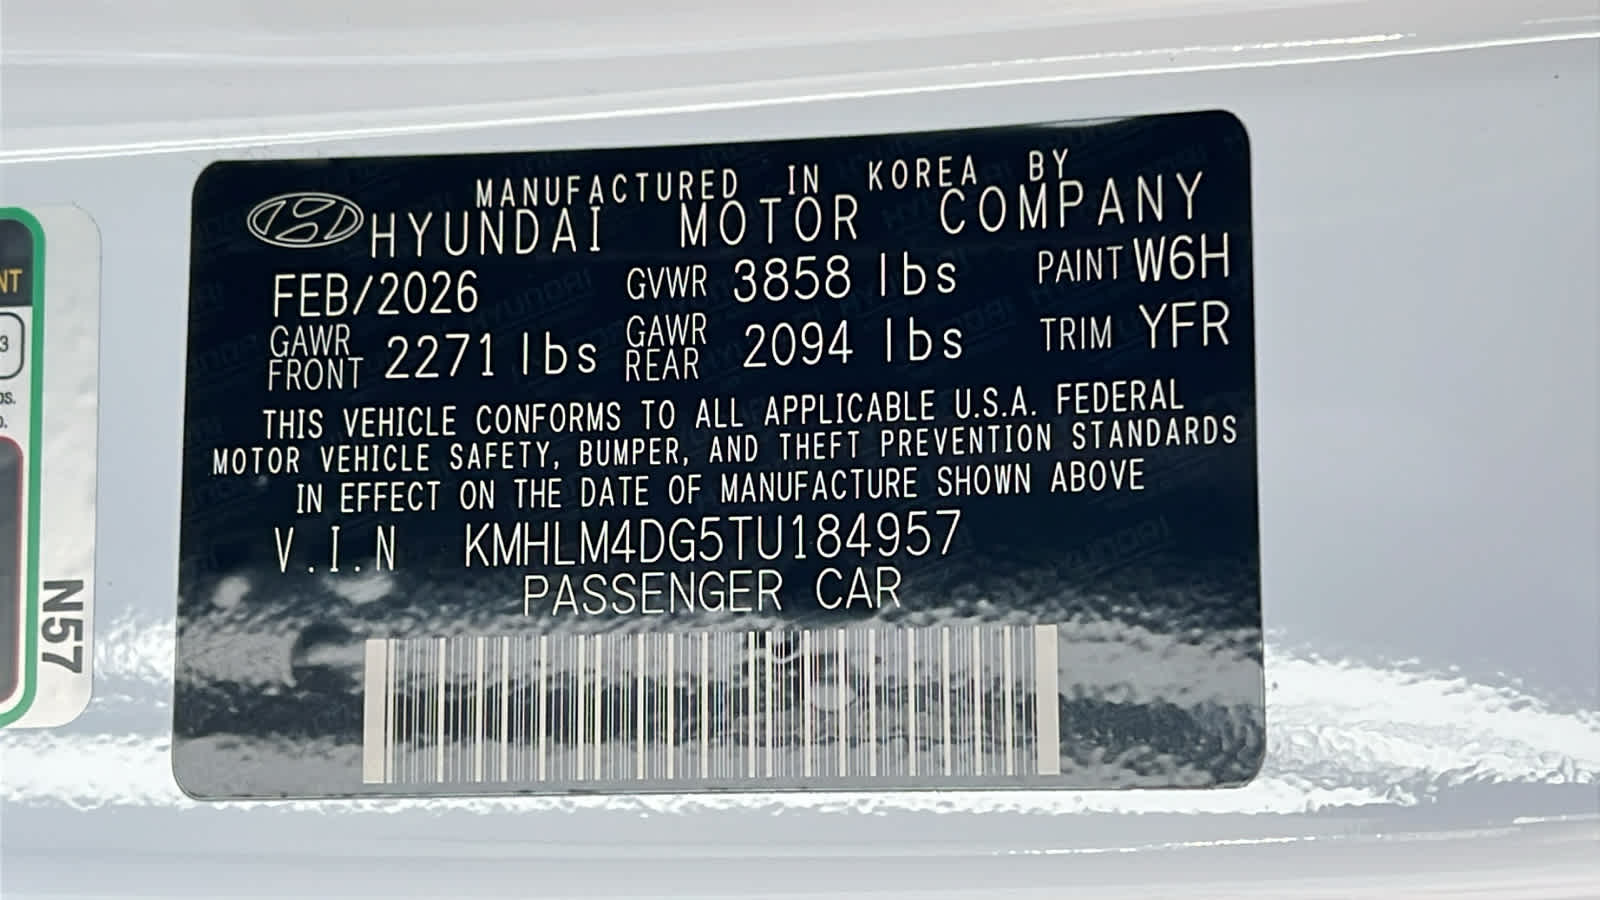 MANUFACTURED IN KOREA BY
HYUNDAI MOTOR COMPANY
FEB/2026 GVWR 3858 lbs PAINT W6H
GAWR FRONT 2271 lbs GAWR REAR 2094 lbs TRIM YFR
THIS VEHICLE CONFORMS TO ALL APPLICABLE U.S.A. FEDERAL
MOTOR VEHICLE SAFETY, BUMPER, AND THEFT PREVENTION STANDARDS
IN EFFECT ON THE DATE OF MANUFACTURE SHOWN ABOVE
V.I.N KMHLM4DG5TU184957
PASSENGER CAR
NT
3
N57